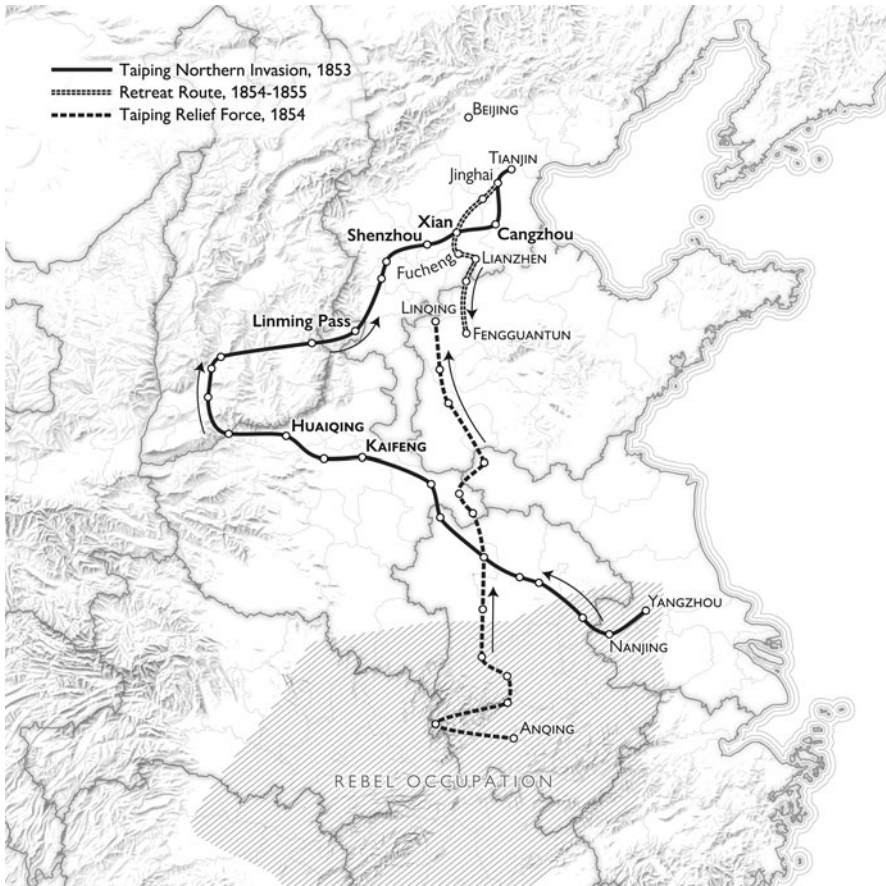 Taiping Northern Invasion, 1853
Retreat Route, 1854-1855
Taiping Relief Force, 1854
BEIJING
TIANJIN
Jinghai
Xian
Shenzhou
Cangzhou
Fucheng
LIANZHEN
LINQING
Linming Pass
FENGGUANTUN
HUAIQING
KAIFENG
YANGZHOU
NANJING
ANQING
REBEL OCCUPATION